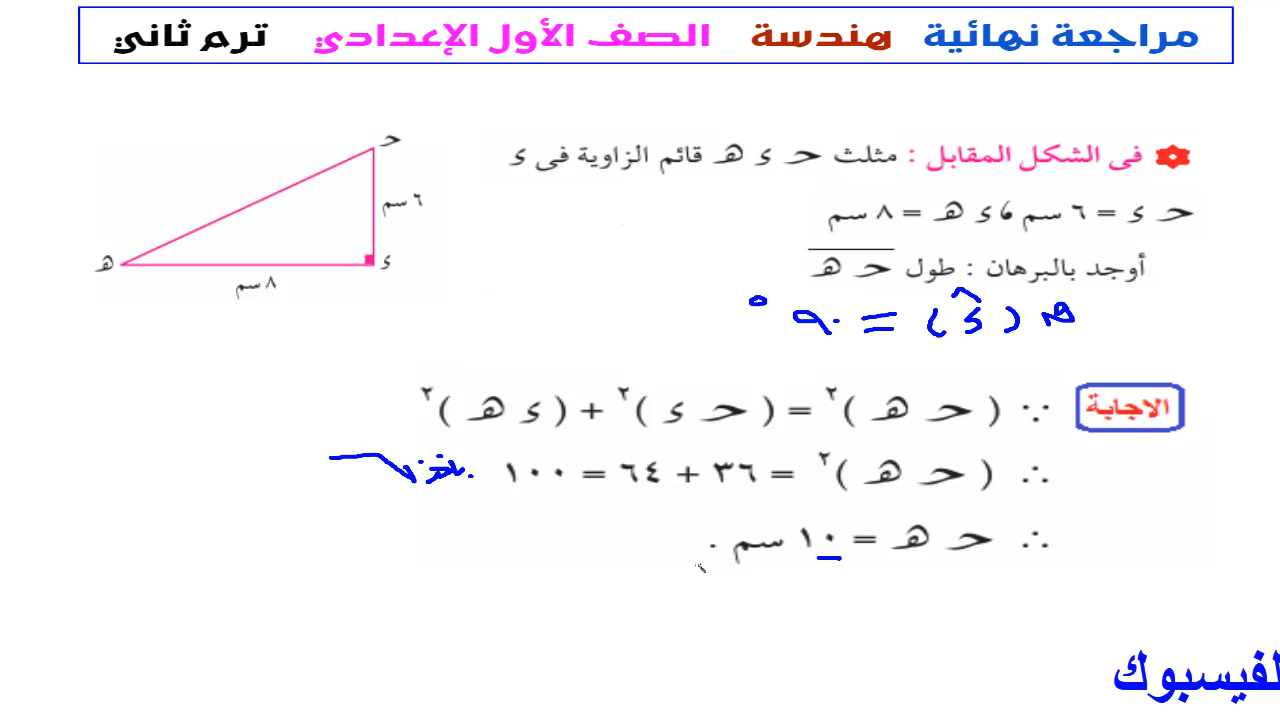 مراجعة نهائية هندسة الصف الأول الإعدادي ترم ثاني
فى الشكل المقابل : مثلث حـ ء هـ قائم الزاوية فى ء
حـ ء = ٦ سم ، ء هـ = ٨ سم
أوجد بالبرهان : طول حـ هـ
حـ
٦ سم
ء
هـ
٨ سم
ق (ء) = ٩٠°
الاجابة
∵ ( حـ هـ )٢ = ( حـ ء )٢ + ( ء هـ )٢
∴ ( حـ هـ )٢ = ٣٦ + ٦٤ = ١٠٠
∴ حـ هـ = ١٠ سم .
لفيسبوك